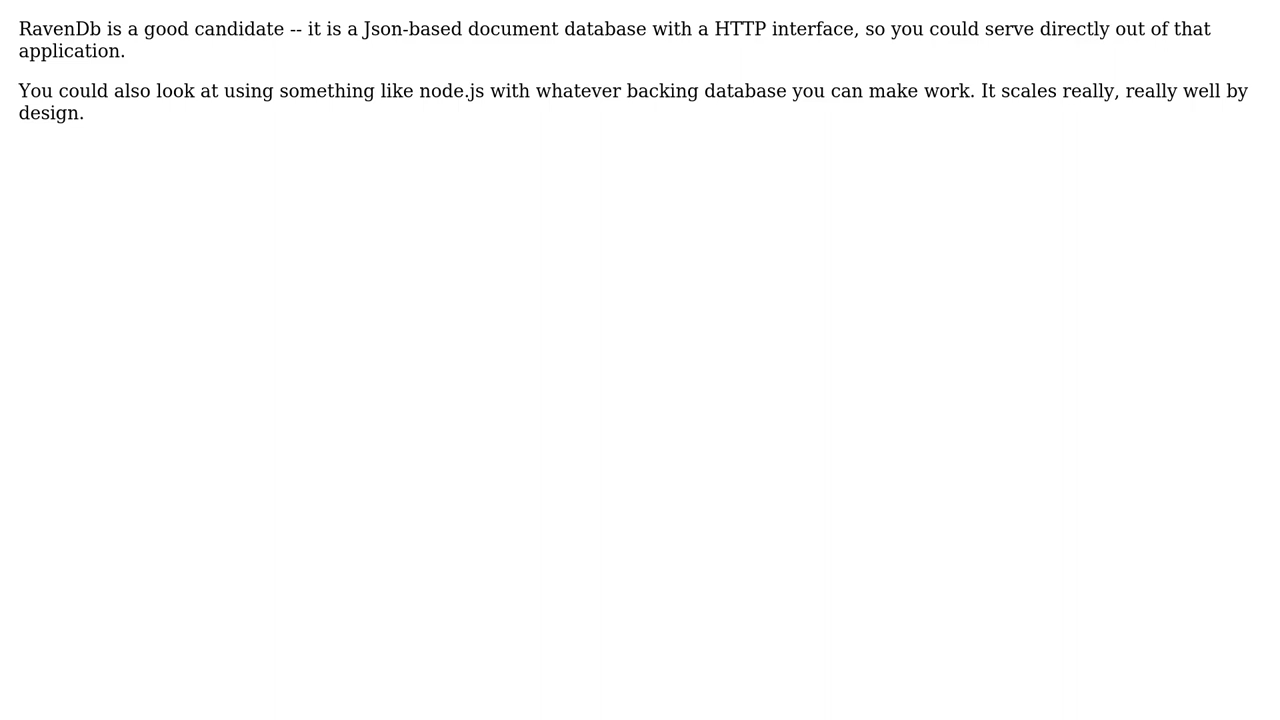 RavenDb is a good candidate -- it is a Json-based document database with a HTTP interface, so you could serve directly out of that
application.
You could also look at using something like node.js with whatever backing database you can make work. It scales really, really well by
design.